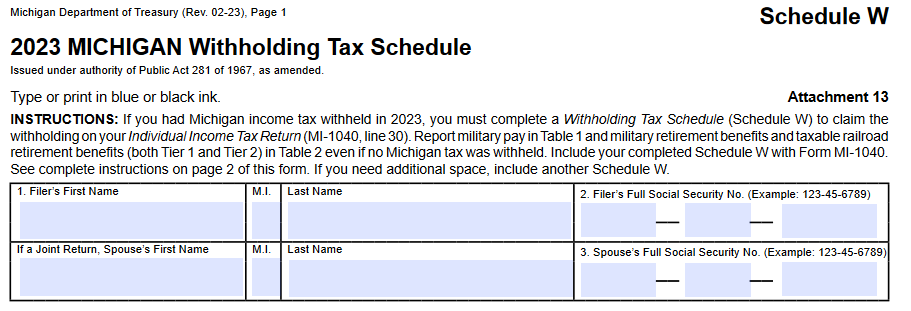 Michigan Department of Treasury (Rev. 02-23), Page 1
Schedule W
2023 MICHIGAN Withholding Tax Schedule
Issued under authority of Public Act 281 of 1967, as amended.
Type or print in blue or black ink.
Attachment 13
INSTRUCTIONS: If you had Michigan income tax withheld in 2023, you must complete a Withholding Tax Schedule (Schedule W) to claim the
withholding on your Individual Income Tax Return (MI-1040, line 30). Report military pay in Table 1 and military retirement benefits and taxable railroad
retirement benefits (both Tier 1 and Tier 2) in Table 2 even if no Michigan tax was withheld. Include your completed Schedule W with Form MI-1040.
See complete instructions on page 2 of this form. If you need additional space, include another Schedule W.
1. Filer's First Name
M.I.
Last Name
2. Filer's Full Social Security No. (Example: 123-45-6789)
If a Joint Return, Spouse's First Name
M.I.
Last Name
3. Spouse's Full Social Security No. (Example: 123-45-6789)